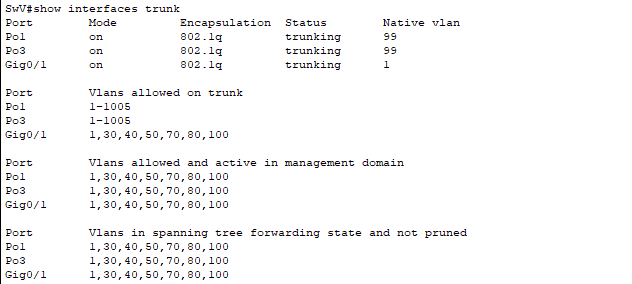 SwV#show interfaces trunk
Port Mode Encapsulation Status Native vlan
Po1 on 802.1q trunking 99
Po3 on 802.1q trunking 99
Gig0/1 on 802.1q trunking 1
Port Vlans allowed on trunk
Po1 1-1005
Po3 1-1005
Gig0/1 1,30,40,50,70,80,100
Port Vlans allowed and active in management domain
Po1 1,30,40,50,70,80,100
Po3 1,30,40,50,70,80,100
Gig0/1 1,30,40,50,70,80,100
Port Vlans in spanning tree forwarding state and not pruned
Po1 1,30,40,50,70,80,100
Po3 1,30,40,50,70,80,100
Gig0/1 1,30,40,50,70,80,100